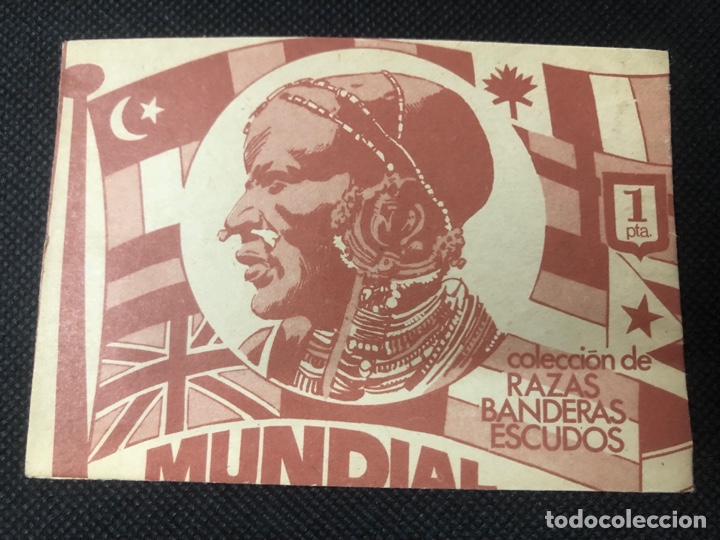 1
pta.
colección de
RAZAS
BANDERAS
ESCUDOS
MUNDIAL
todocoleccion